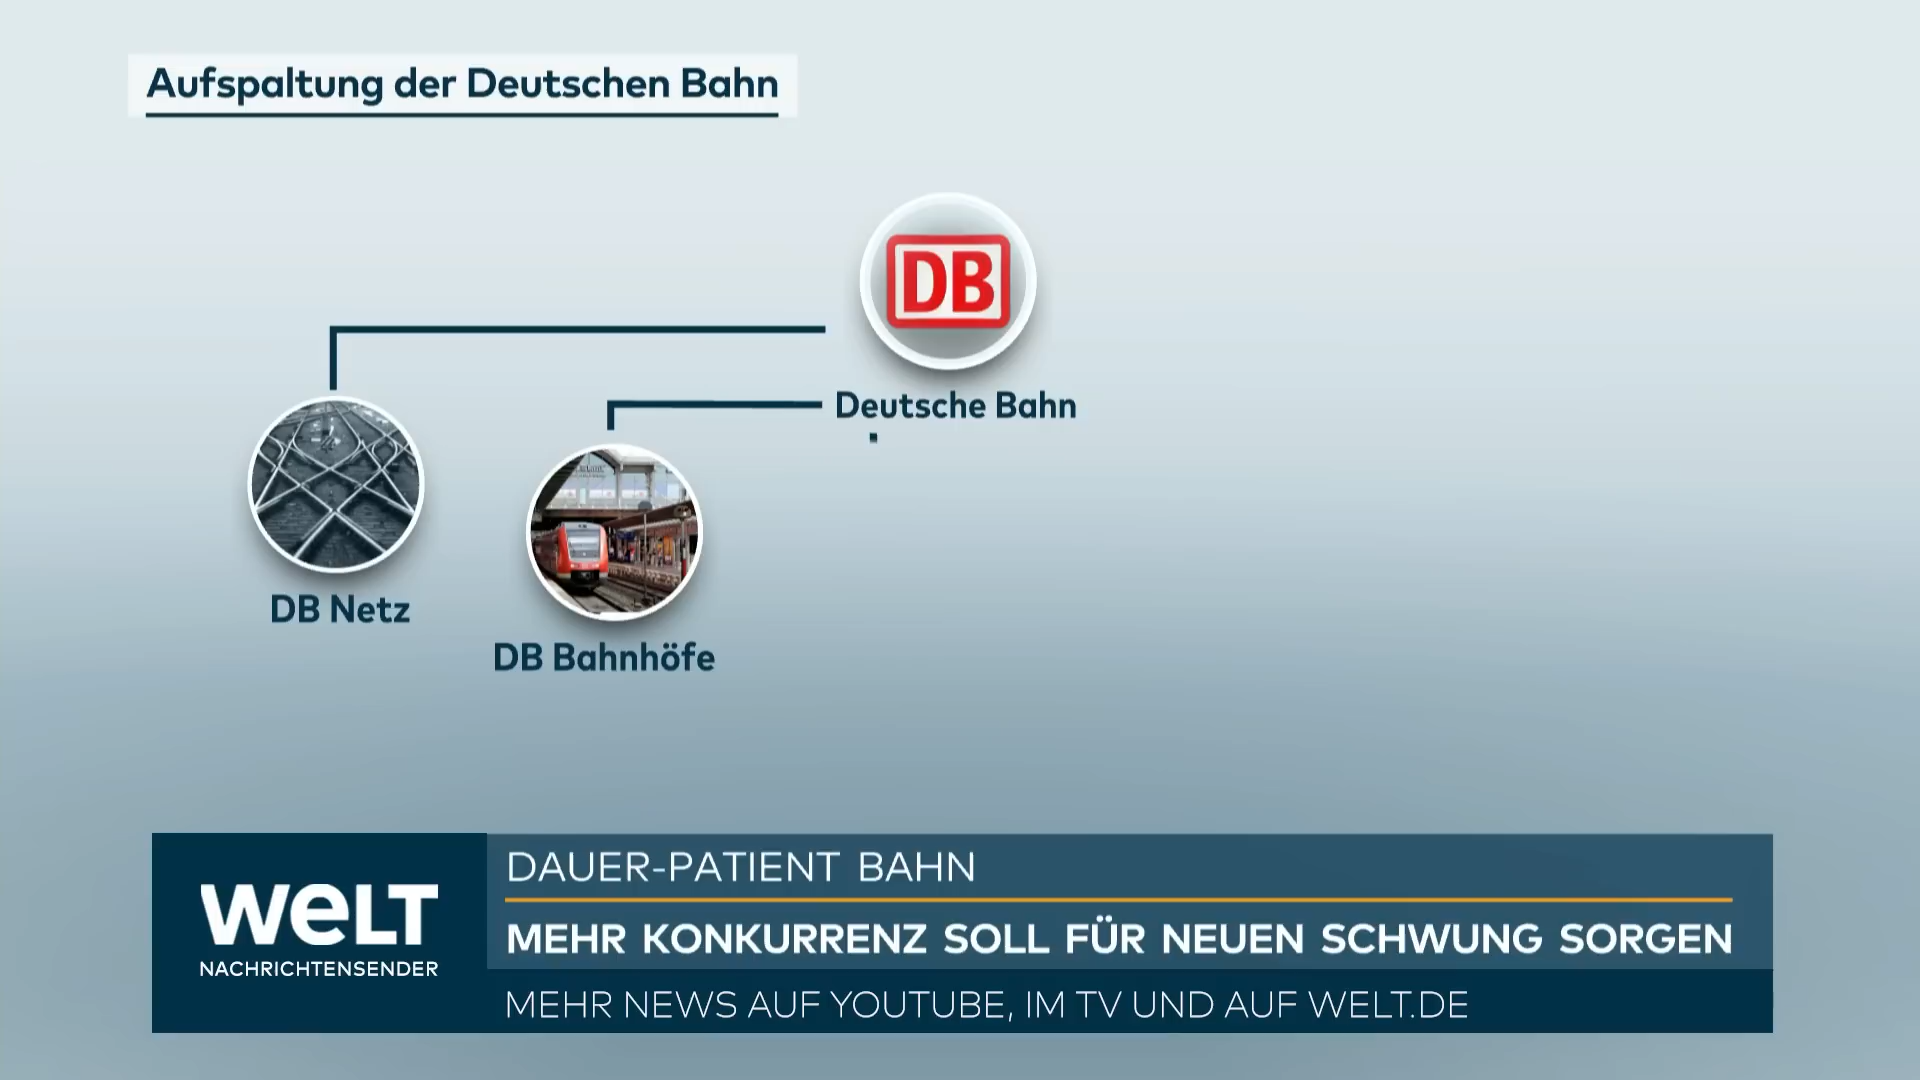 Aufspaltung der Deutschen Bahn
DB
Deutsche Bahn
DB Netz
DB Bahnhöfe
DAUER-PATIENT BAHN
MEHR KONKURRENZ SOLL FÜR NEUEN SCHWUNG SORGEN
WELT
NACHRICHTENSENDER
MEHR NEWS AUF YOUTUBE, IM TV UND AUF WELT.DE